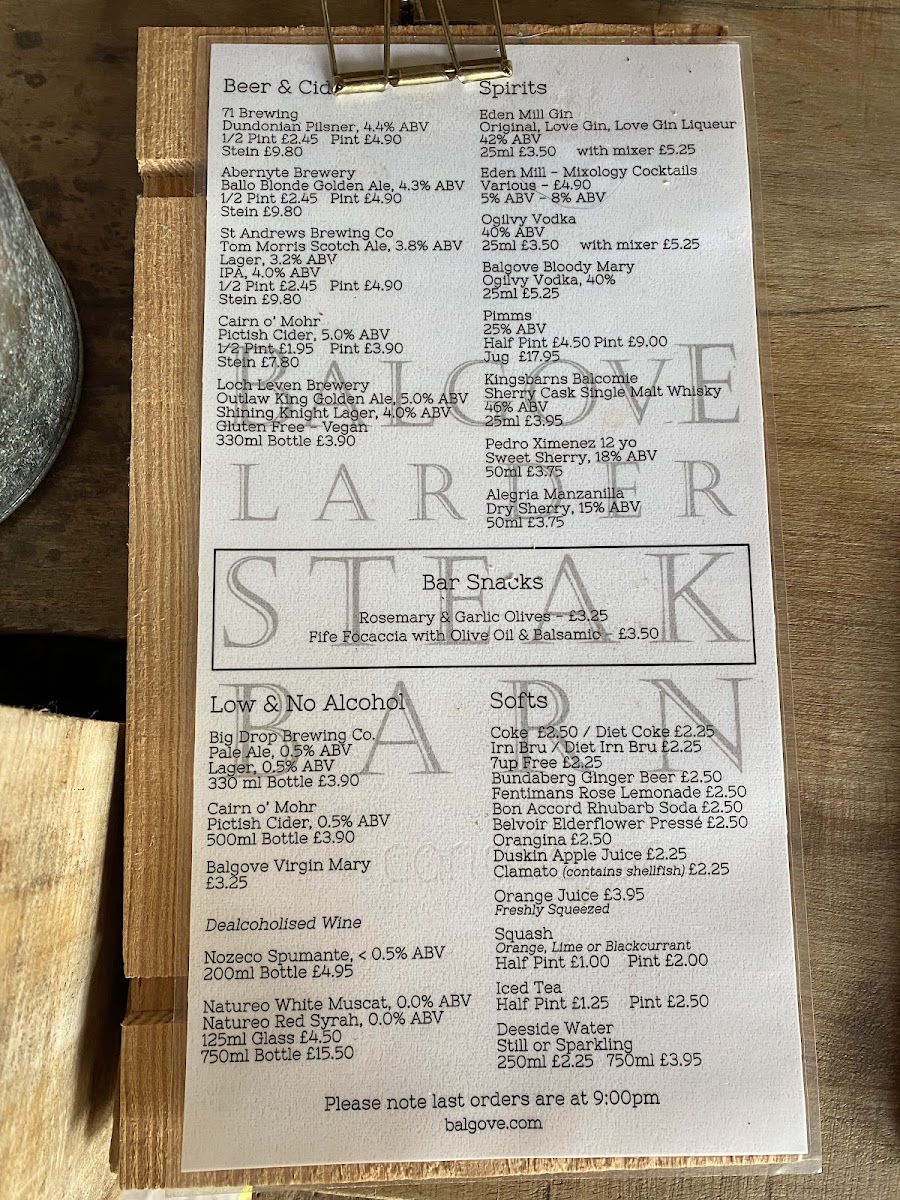 Beer & Cid
71 Brewing
Dundonian Pilsner, 4.4% ABV
1/2 Pint £2.45 Pint £4.90
Stein £9.80
Abernyte Brewery
Ballo Blonde Golden Ale, 4.3% ABV
1/2 Pint £2.45 Pint £4.90
Stein £9.80
St Andrews Brewing Co
Tom Morris Scotch Ale, 3.8% ABV
Lager, 3.2% ABV
IPA, 4.0% ABV
1/2 Pint £2.45 Pint £4.90
Stein £9.80
Cairn o' Mohr
Pictish Cider, 5.0% ABV
1/2 Pint £1.95 Pint £3.90
Stein £7.80
Loch Leven Brewery
Outlaw King Golden Ale, 5.0% ABV
Shining Knight Lager, 4.0% ABV
Gluten Free - Vegan
330ml Bottle £3.90
Spirits
Eden Mill Gin
Original, Love Gin, Love Gin Liqueur
42% ABV
25ml £3.50 with mixer £5.25
Eden Mill - Mixology Cocktails
Various - £4.90
5% ABV - 8% ABV
Ogilvy Vodka
40% ABV
25ml £3.50 with mixer £5.25
Balgove Bloody Mary
Ogilvy Vodka, 40%
25ml £5.25
Pimms
25% ABV
Half Pint £4.50 Pint £9.00
Jug £17.95
Kingsbarns Balcomie
Sherry Cask Single Malt Whisky
46% ABV
25ml £3.95
Pedro Ximenez 12 yo
Sweet Sherry, 18% ABV
50ml £3.75
Alegria Manzanilla
Dry Sherry, 15% ABV
50ml £3.75
BALGOVE
LARDER
STEAK
BARN
Bar Snacks
Rosemary & Garlic Olives - £3.25
Fife Focaccia with Olive Oil & Balsamic - £3.50
Low & No Alcohol
Big Drop Brewing Co.
Pale Ale, 0.5% ABV
Lager, 0.5% ABV
330 ml Bottle £3.90
Cairn o' Mohr
Pictish Cider, 0.5% ABV
500ml Bottle £3.90
Balgove Virgin Mary
£3.25
Dealcoholised Wine
Nozeco Spumante, < 0.5% ABV
200ml Bottle £4.95
Natureo White Muscat, 0.0% ABV
Natureo Red Syrah, 0.0% ABV
125ml Glass £4.50
750ml Bottle £15.50
Softs
Coke £2.50 / Diet Coke £2.25
Irn Bru / Diet Irn Bru £2.25
7up Free £2.25
Bundaberg Ginger Beer £2.50
Fentimans Rose Lemonade £2.50
Bon Accord Rhubarb Soda £2.50
Belvoir Elderflower Pressé £2.50
Orangina £2.50
Duskin Apple Juice £2.25
Clamato (contains shellfish) £2.25
Orange Juice £3.95
Freshly Squeezed
Squash
Orange, Lime or Blackcurrant
Half Pint £1.00 Pint £2.00
Iced Tea
Half Pint £1.25 Pint £2.50
Deeside Water
Still or Sparkling
250ml £2.25 750ml £3.95
Please note last orders are at 9:00pm
balgove.com